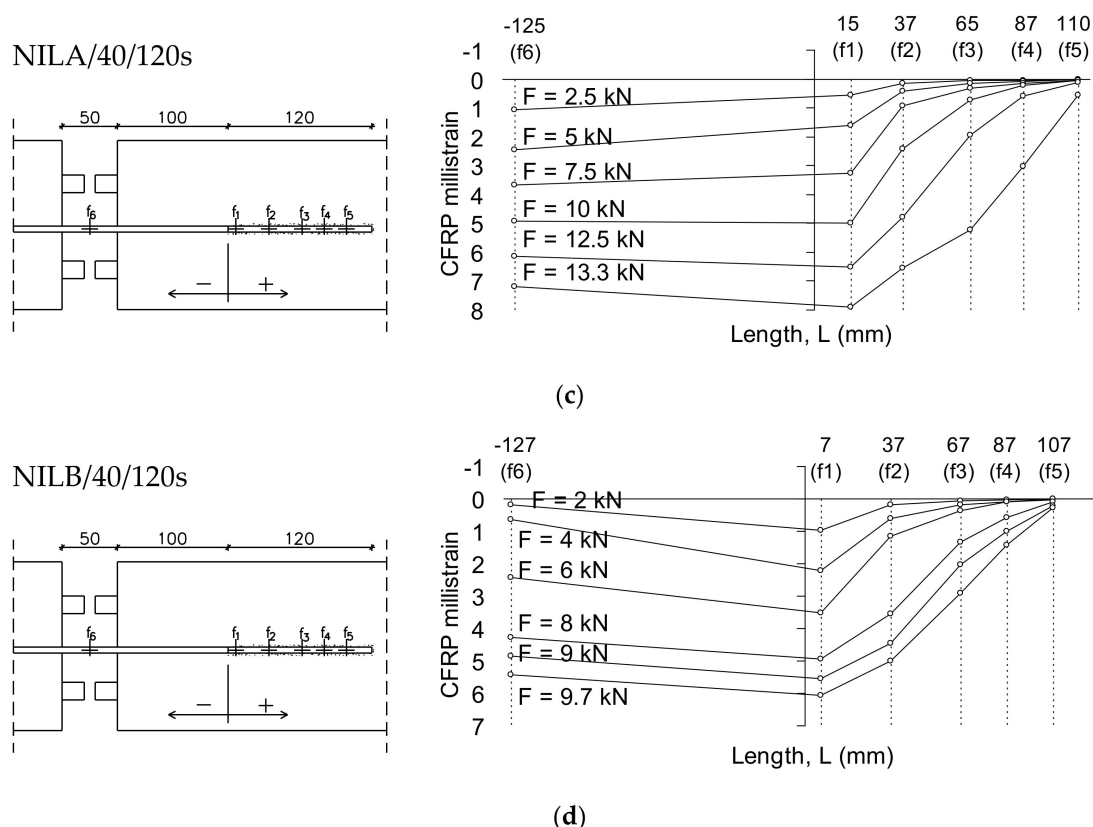 NILA/40/120s
50 100 120
f6 f1 f2 f3 f4 f5
− +
-125 15 37 65 87 110
(f6) (f1) (f2) (f3) (f4) (f5)
-1
0
1
2
3
4
5
6
7
8
CFRP millistrain
F = 2.5 kN
F = 5 kN
F = 7.5 kN
F = 10 kN
F = 12.5 kN
F = 13.3 kN
Length, L (mm)
(c)
NILB/40/120s
50 100 120
f6 f1 f2 f3 f4 f5
− +
-127 7 37 67 87 107
(f6) (f1) (f2) (f3) (f4) (f5)
-1
0
1
2
3
4
5
6
7
CFRP millistrain
F = 2 kN
F = 4 kN
F = 6 kN
F = 8 kN
F = 9 kN
F = 9.7 kN
Length, L (mm)
(d)